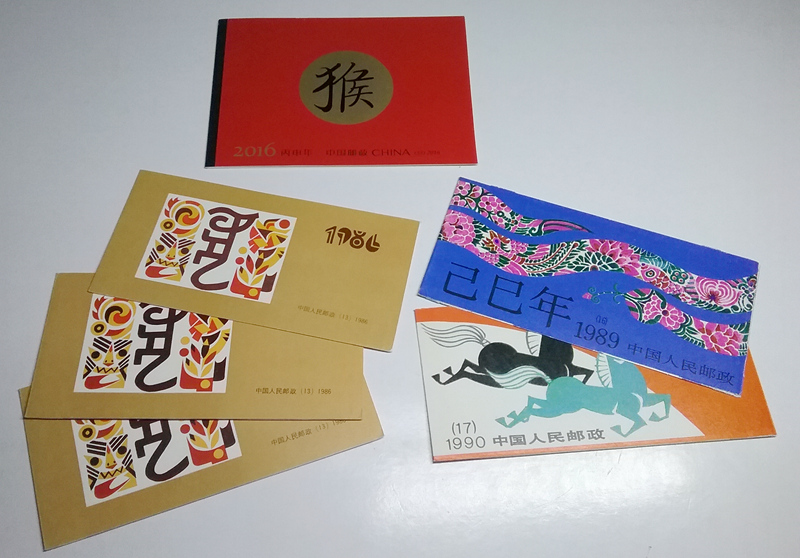 猴
2016 丙申年 中国邮政 CHINA
1986
中国人民邮政 (13) 1986
中国人民邮政 (13) 1986
中国人民邮政 (13) 198
己巳年
(16)
1989 中国人民邮政
(17)
1990 中国人民邮政